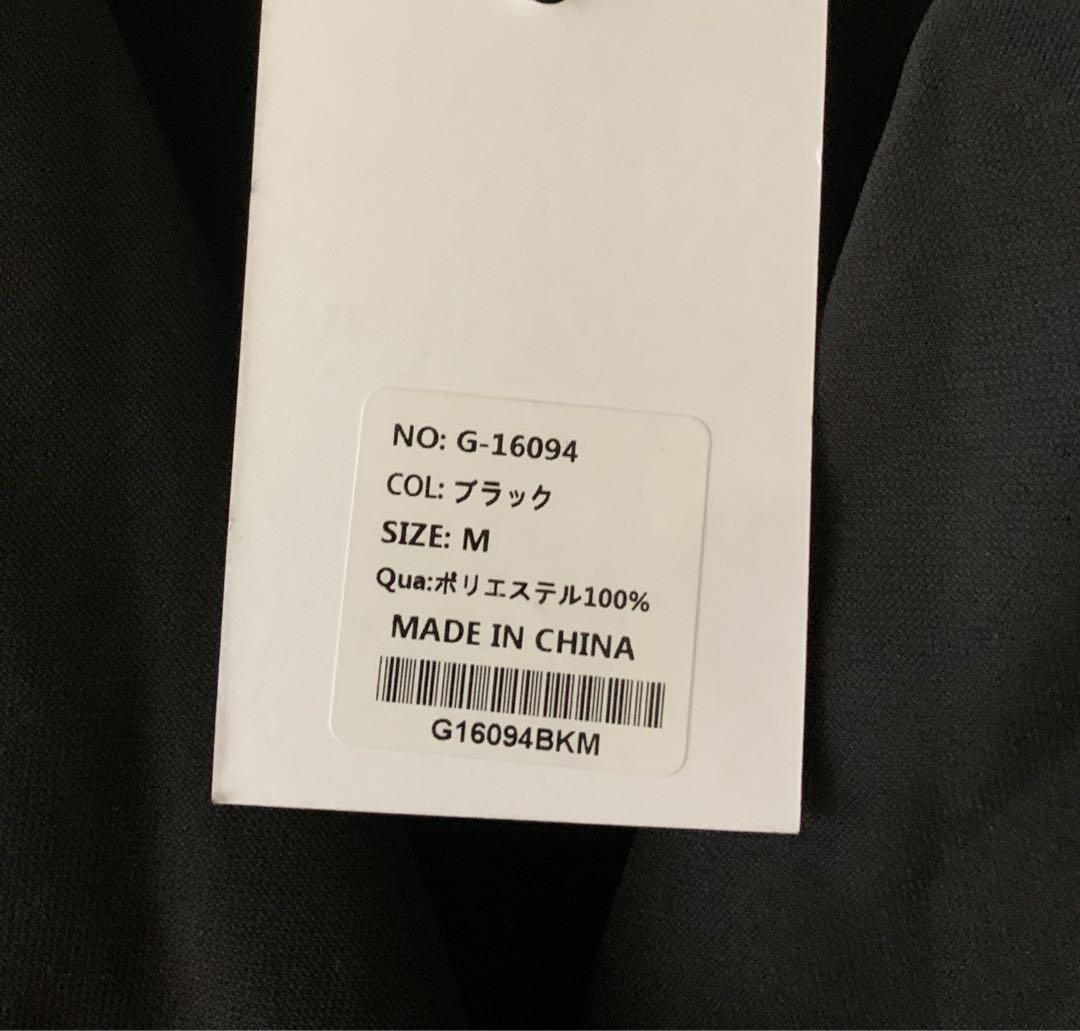 NO: G-16094
COL: ブラック
SIZE: M
Qua:ポリエステル100%
MADE IN CHINA
G16094BKM